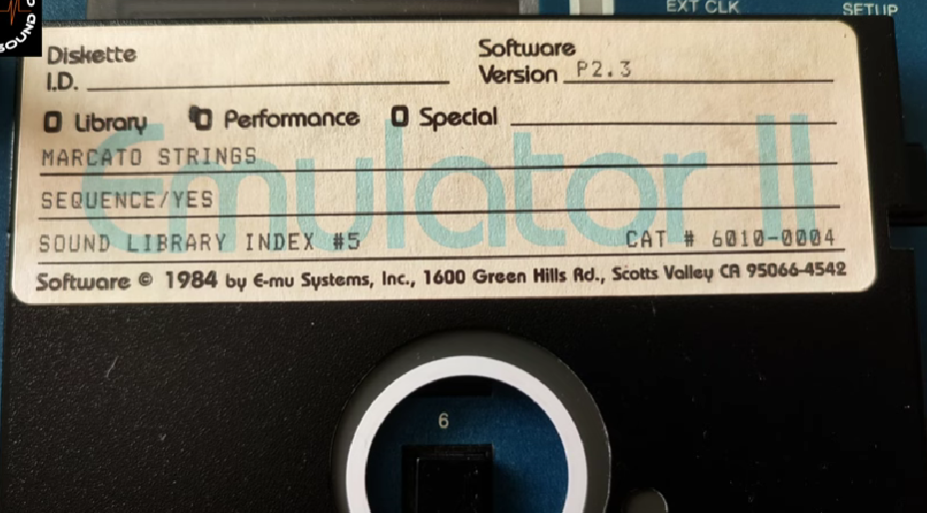 EXT CLK SETUP
SOUND
Diskette
I.D.
Software
Version P2.3
Library Performance Special
MARCATO STRINGS
SEQUENCE/YES
Emulator II
SOUND LIBRARY INDEX #5 CAT # 6010-0004
Software © 1984 by E-mu Systems, Inc., 1600 Green Hills Rd., Scotts Valley CA 95066-4542
6